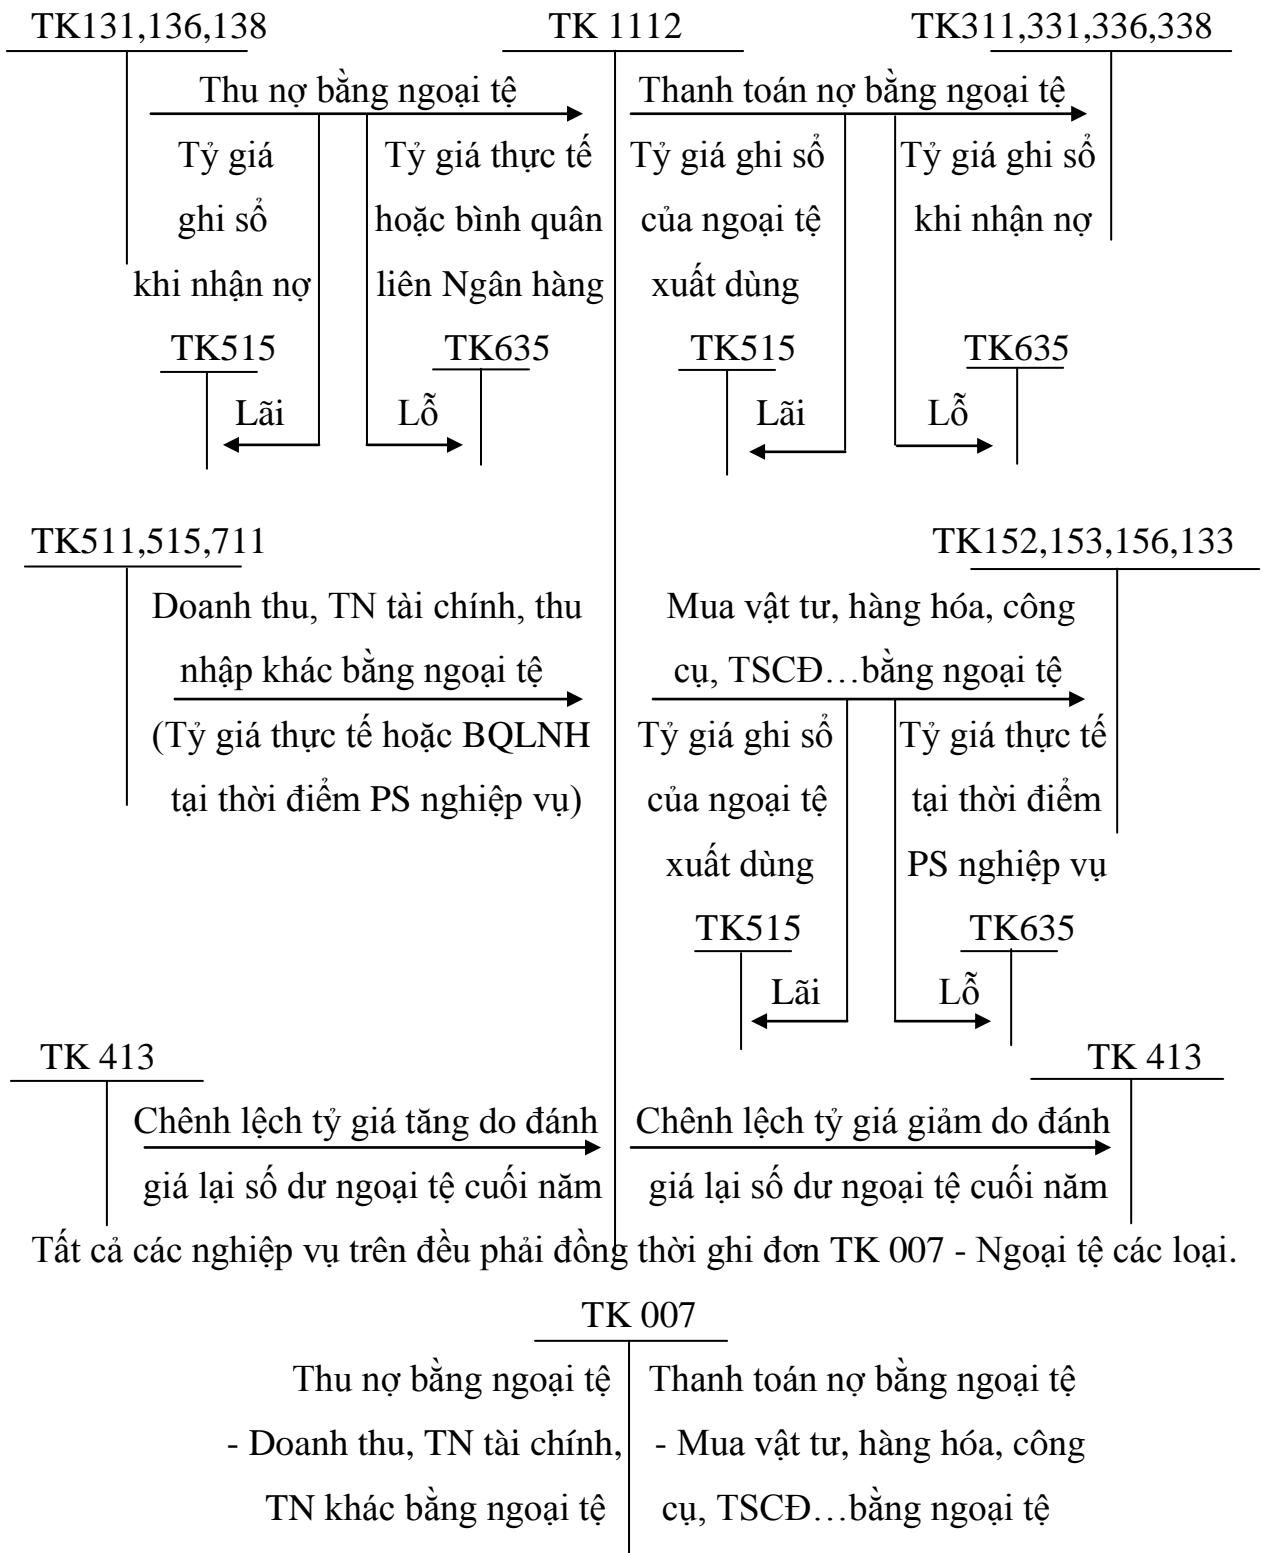 TK131,136,138 TK 1112 TK311,331,336,338
Thu nợ bằng ngoại tệ Thanh toán nợ bằng ngoại tệ
Tỷ giá Tỷ giá thực tế Tỷ giá ghi sổ Tỷ giá ghi sổ
ghi sổ hoặc bình quân của ngoại tệ khi nhận nợ
khi nhận nợ liên Ngân hàng xuất dùng
TK515 TK635 TK515 TK635
Lãi Lỗ Lãi Lỗ
TK511,515,711 TK152,153,156,133
Doanh thu, TN tài chính, thu Mua vật tư, hàng hóa, công
nhập khác bằng ngoại tệ cụ, TSCĐ…bằng ngoại tệ
(Tỷ giá thực tế hoặc BQLNH Tỷ giá ghi sổ Tỷ giá thực tế
tại thời điểm PS nghiệp vụ) của ngoại tệ tại thời điểm
xuất dùng PS nghiệp vụ
TK515 TK635
Lãi Lỗ
TK 413 TK 413
Chênh lệch tỷ giá tăng do đánh Chênh lệch tỷ giá giảm do đánh
giá lại số dư ngoại tệ cuối năm giá lại số dư ngoại tệ cuối năm
Tất cả các nghiệp vụ trên đều phải đồng thời ghi đơn TK 007 - Ngoại tệ các loại.
TK 007
Thu nợ bằng ngoại tệ Thanh toán nợ bằng ngoại tệ
- Doanh thu, TN tài chính, - Mua vật tư, hàng hóa, công
TN khác bằng ngoại tệ cụ, TSCĐ…bằng ngoại tệ